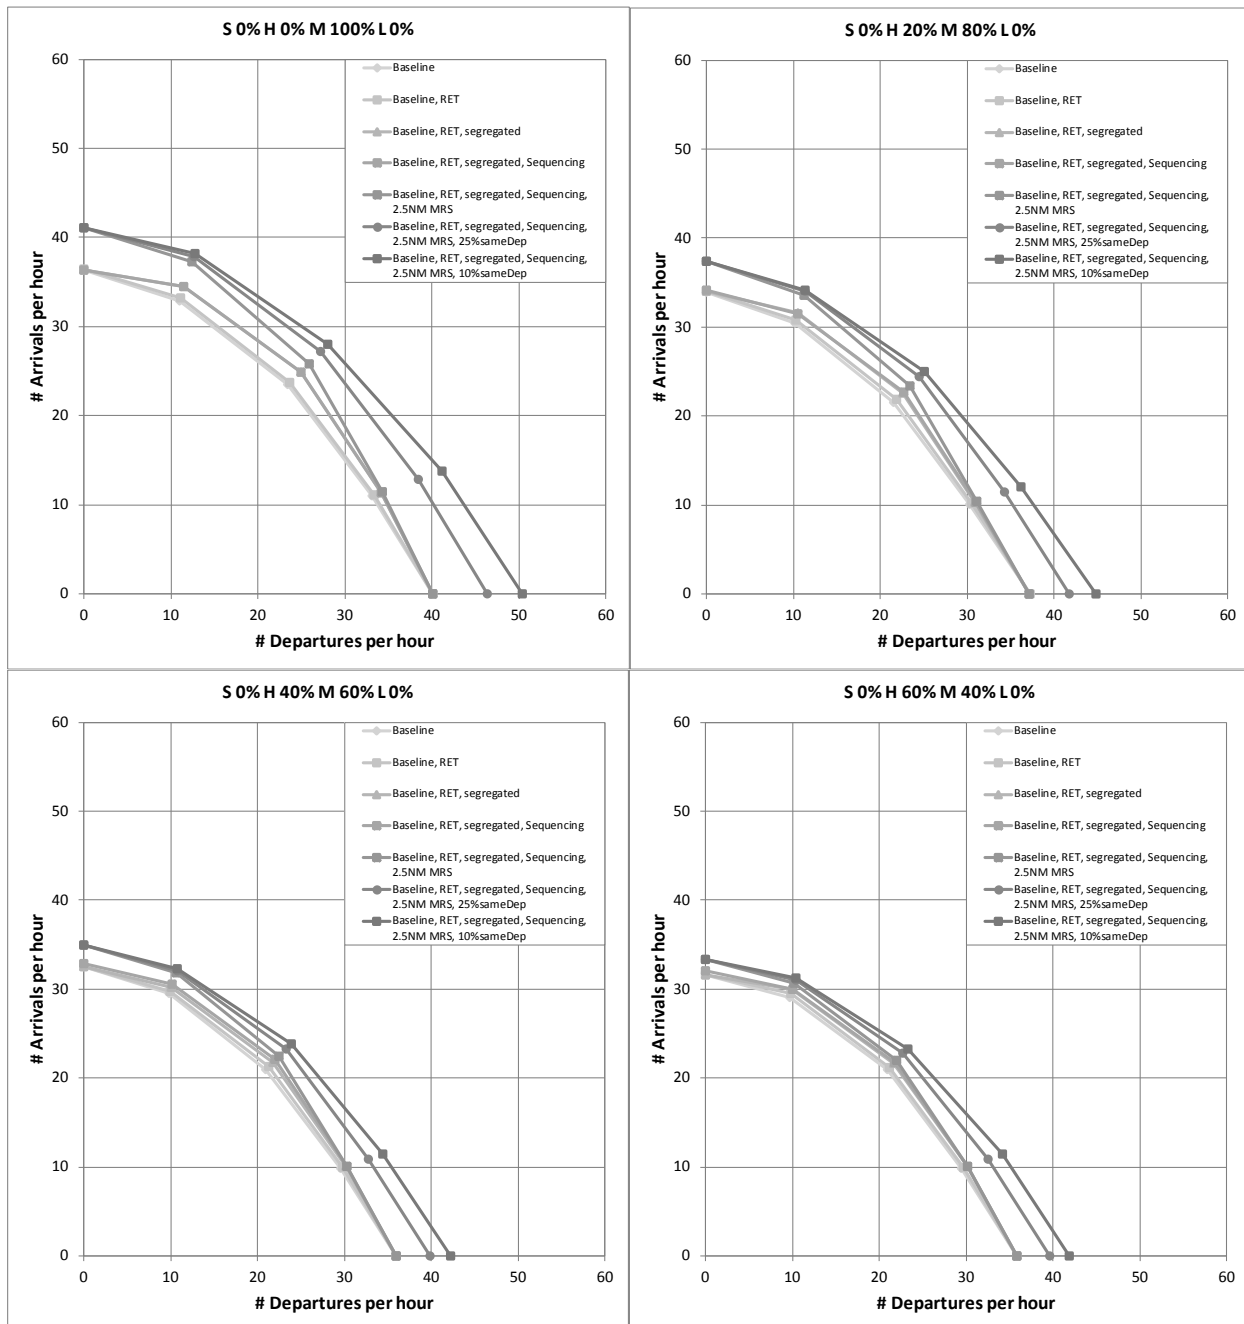 S 0% H 0% M 100% L 0%
60
50
40
30
20
10
0
# Arrivals per hour
Baseline
Baseline, RET
Baseline, RET, segregated
Baseline, RET, segregated, Sequencing
Baseline, RET, segregated, Sequencing,
2.5NM MRS
Baseline, RET, segregated, Sequencing,
2.5NM MRS, 25%sameDep
Baseline, RET, segregated, Sequencing,
2.5NM MRS, 10%sameDep
0 10 20 30 40 50 60
# Departures per hour
S 0% H 20% M 80% L 0%
60
50
40
30
20
10
0
# Arrivals per hour
Baseline
Baseline, RET
Baseline, RET, segregated
Baseline, RET, segregated, Sequencing
Baseline, RET, segregated, Sequencing,
2.5NM MRS
Baseline, RET, segregated, Sequencing,
2.5NM MRS, 25%sameDep
Baseline, RET, segregated, Sequencing,
2.5NM MRS, 10%sameDep
0 10 20 30 40 50 60
# Departures per hour
S 0% H 40% M 60% L 0%
60
50
40
30
20
10
0
# Arrivals per hour
Baseline
Baseline, RET
Baseline, RET, segregated
Baseline, RET, segregated, Sequencing
Baseline, RET, segregated, Sequencing,
2.5NM MRS
Baseline, RET, segregated, Sequencing,
2.5NM MRS, 25%sameDep
Baseline, RET, segregated, Sequencing,
2.5NM MRS, 10%sameDep
0 10 20 30 40 50 60
# Departures per hour
S 0% H 60% M 40% L 0%
60
50
40
30
20
10
0
# Arrivals per hour
Baseline
Baseline, RET
Baseline, RET, segregated
Baseline, RET, segregated, Sequencing
Baseline, RET, segregated, Sequencing,
2.5NM MRS
Baseline, RET, segregated, Sequencing,
2.5NM MRS, 25%sameDep
Baseline, RET, segregated, Sequencing,
2.5NM MRS, 10%sameDep
0 10 20 30 40 50 60
# Departures per hour